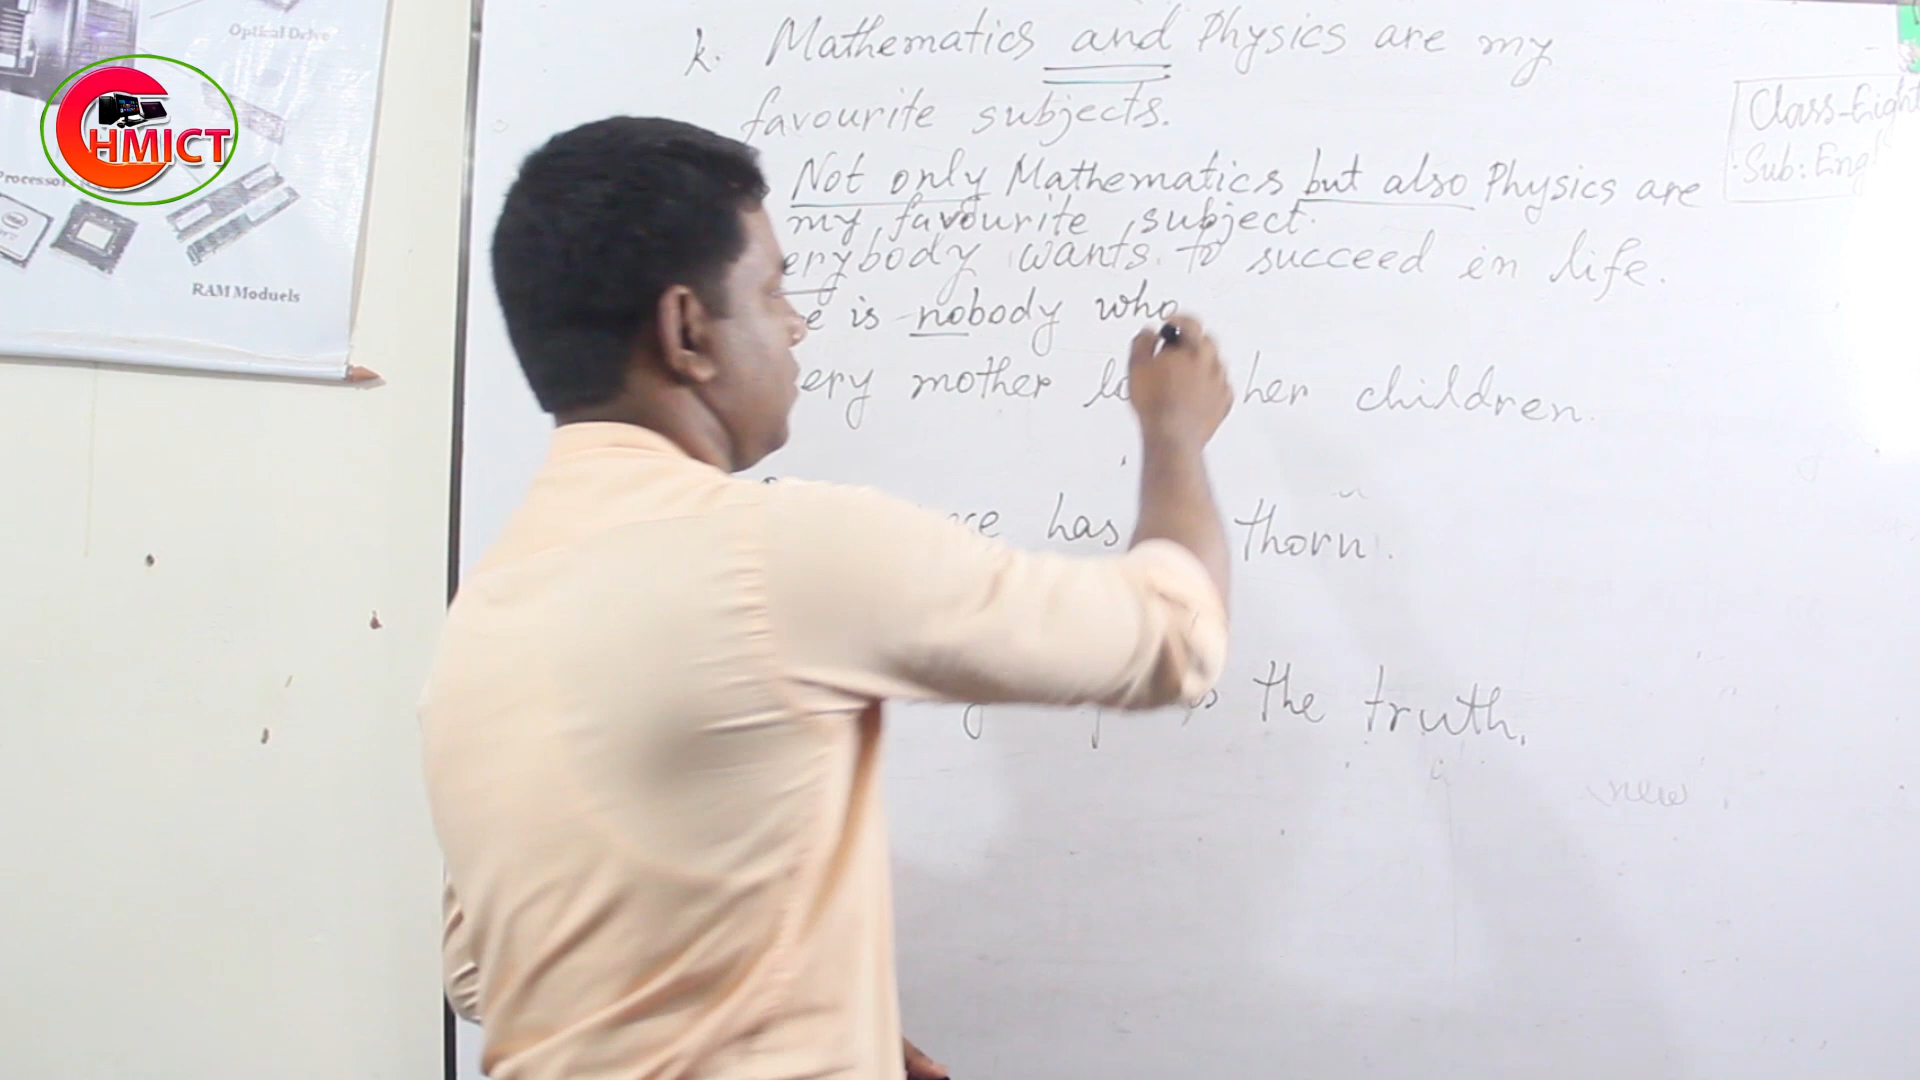 Optical Drive
CHMICT
Processor
RAM Moduels
k. Mathematics and Physics are my
favourite subjects.
Not only Mathematics but also Physics are
my favourite subject.
erybody wants to succeed in life.
e is nobody who
ery mother her children.
has thorn.
the truth.
new
Class-Eight
Sub: Eng